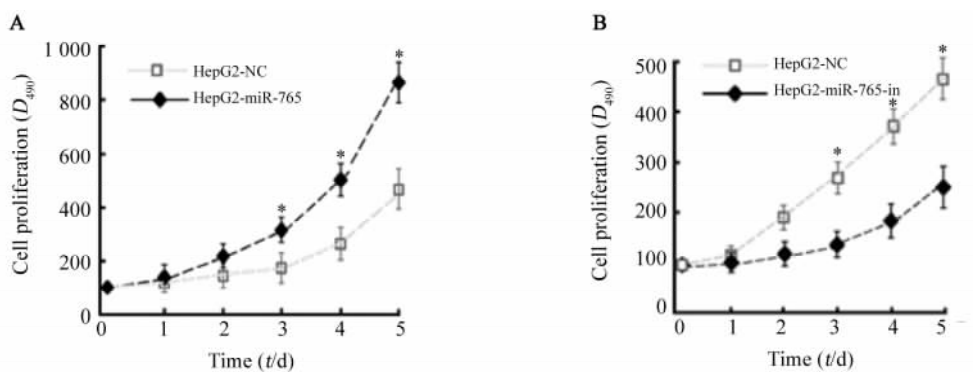 A
1 000
800
600
400
200
0
Cell proliferation (D490)
HepG2-NC
HepG2-miR-765
*
*
*
0 1 2 3 4 5
Time (t/d)
B
500
400
300
200
100
0
Cell proliferation (D490)
HepG2-NC
HepG2-miR-765-in
*
*
*
0 1 2 3 4 5
Time (t/d)